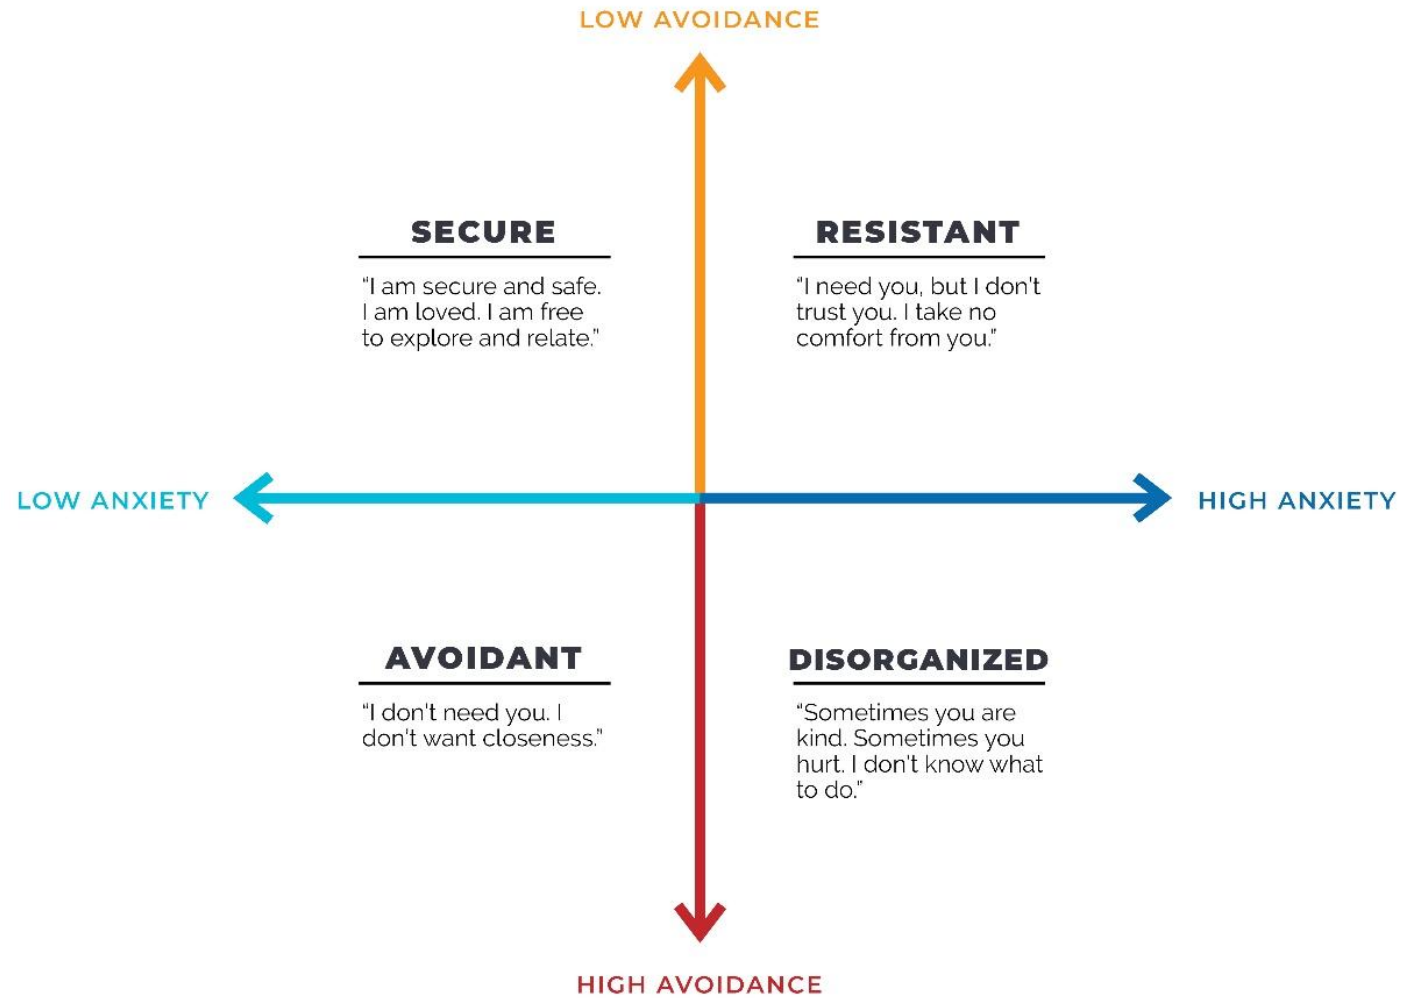 LOW AVOIDANCE
SECURE
"I am secure and safe.
I am loved. I am free
to explore and relate."
RESISTANT
"I need you, but I don't
trust you. I take no
comfort from you."
LOW ANXIETY
HIGH ANXIETY
AVOIDANT
"I don't need you. I
don't want closeness."
DISORGANIZED
"Sometimes you are
kind. Sometimes you
hurt. I don't know what
to do."
HIGH AVOIDANCE